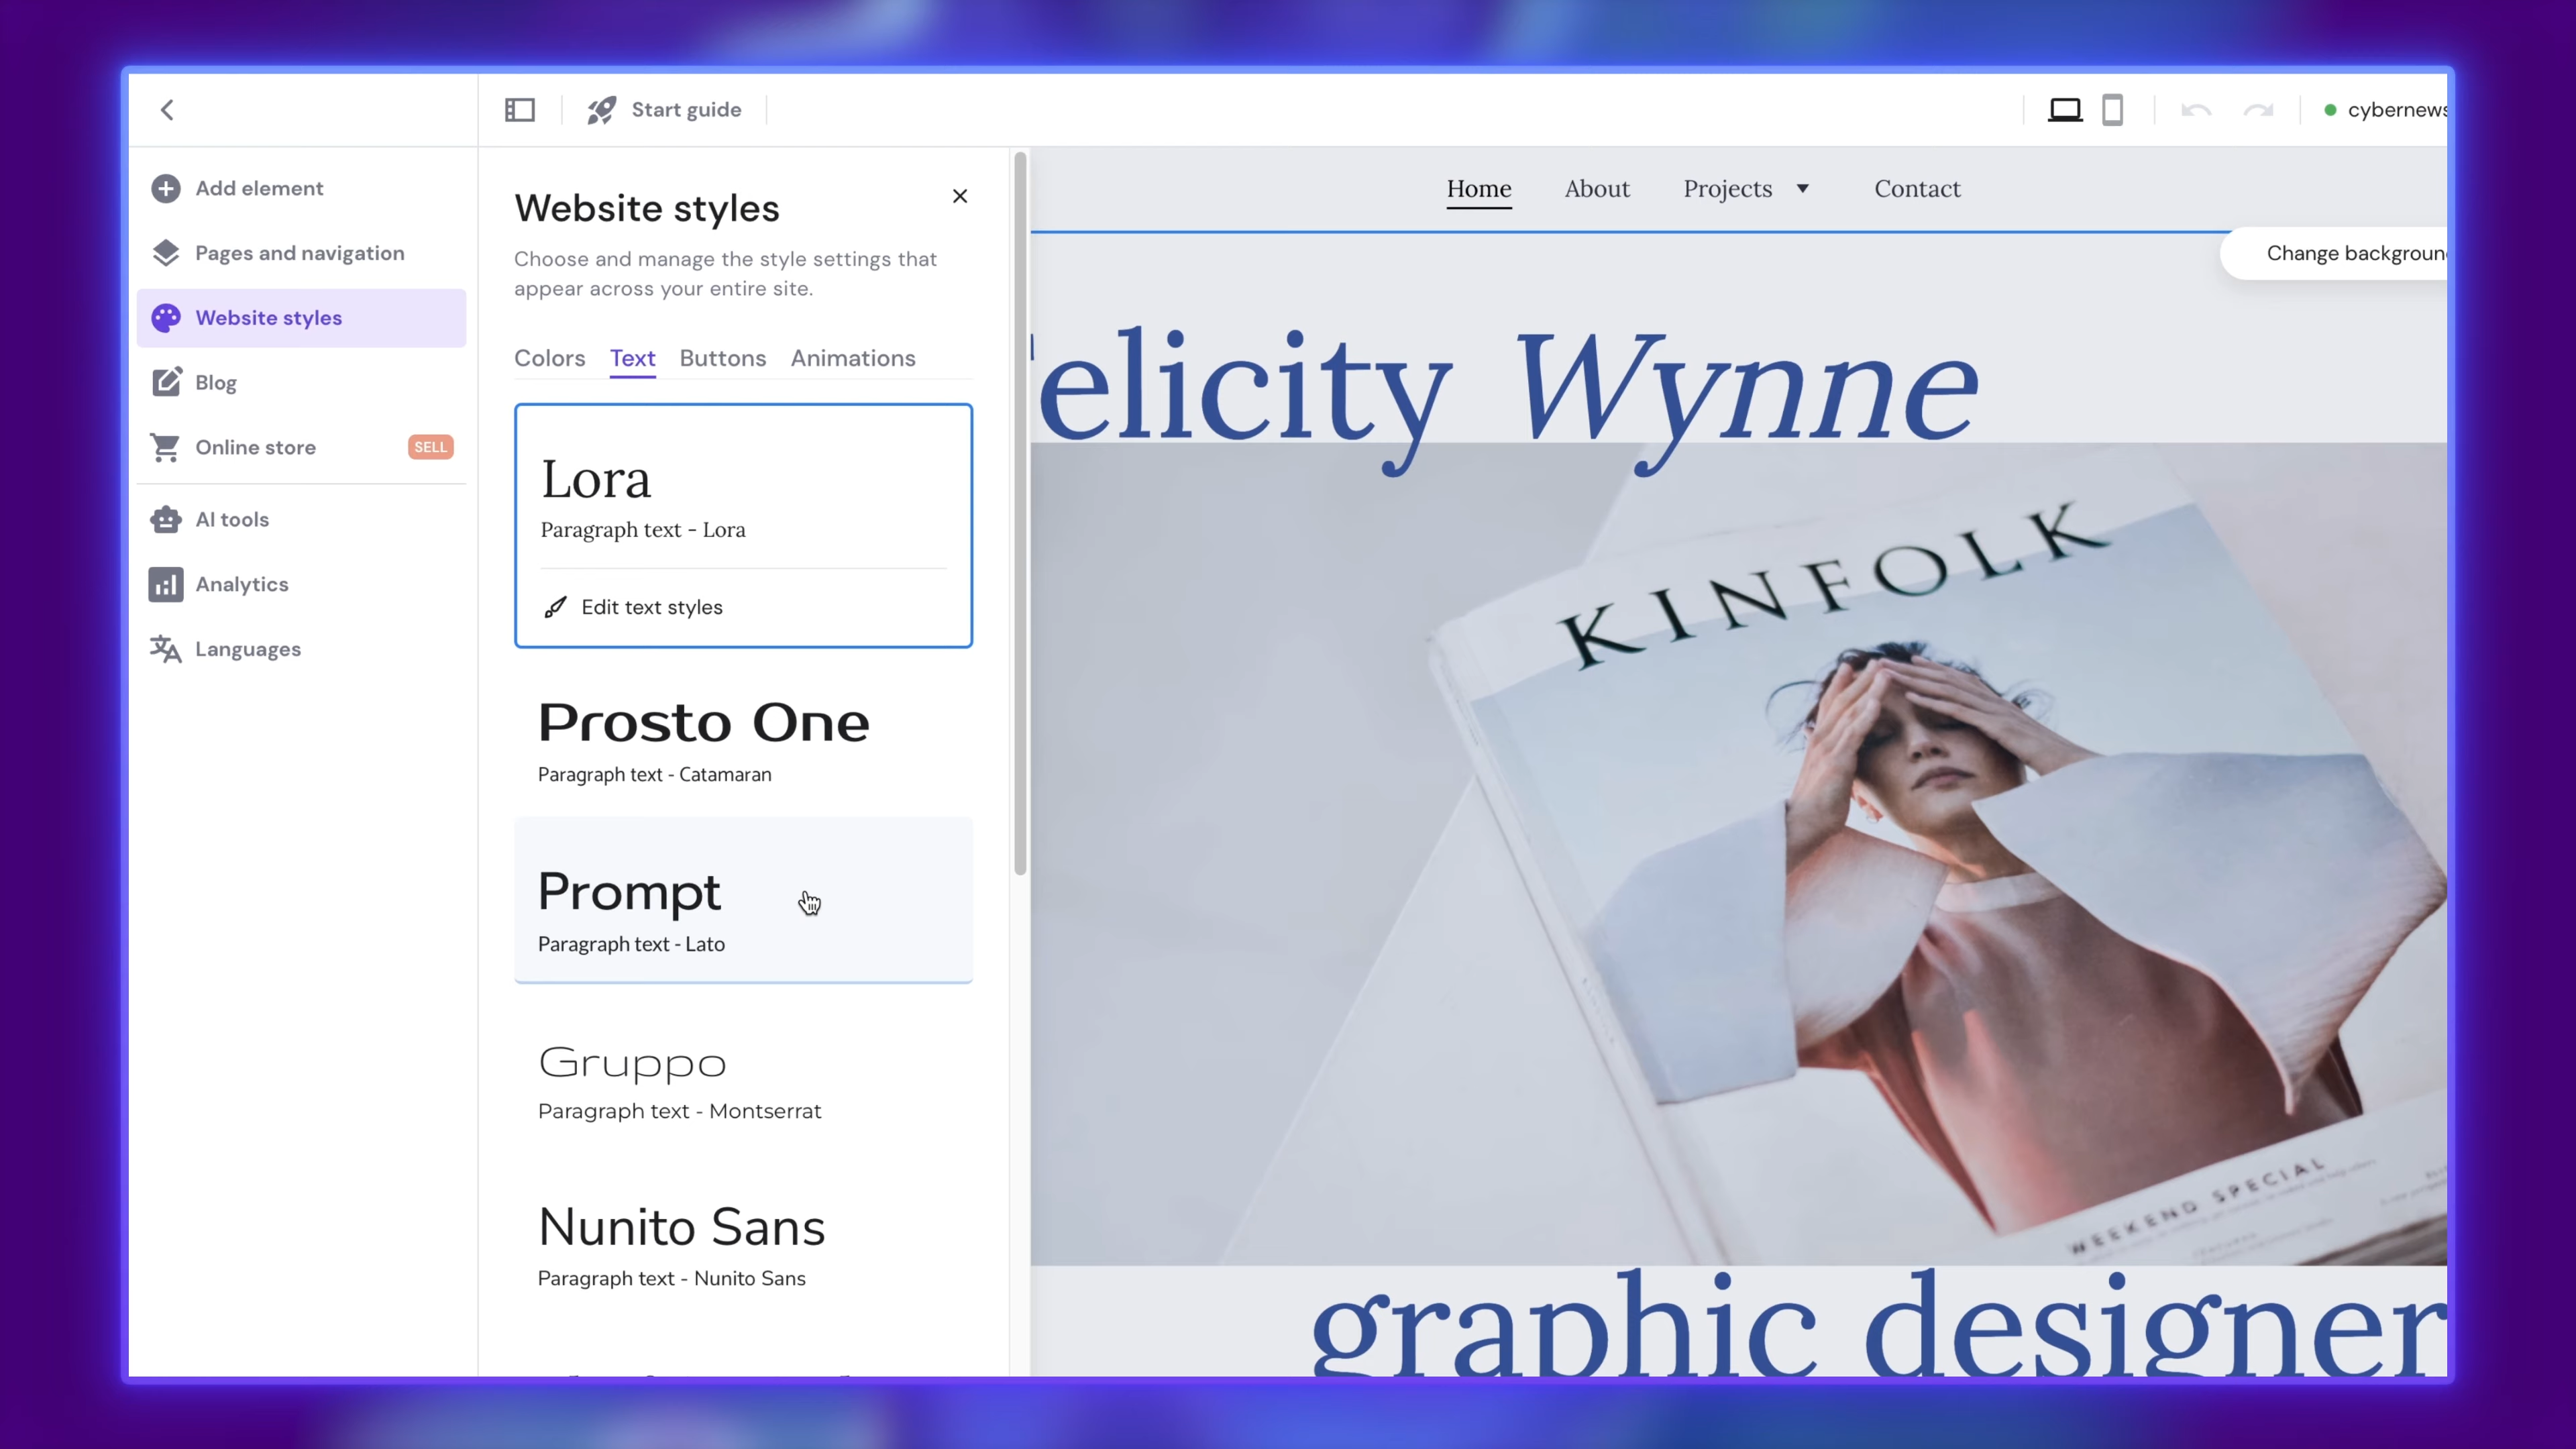 Start guide
cybernews
Add element
Pages and navigation
Website styles
Blog
Online store
SELL
AI tools
Analytics
Languages
Website styles
Choose and manage the style settings that
appear across your entire site.
Colors Text Buttons Animations
Lora
Paragraph text - Lora
Edit text styles
Prosto One
Paragraph text - Catamaran
Prompt
Paragraph text - Lato
Gruppo
Paragraph text - Montserrat
Nunito Sans
Paragraph text - Nunito Sans
Home About Projects Contact
Change backgroun
elicity Wynne
KINFOLK
WEEKEND SPECIAL
graphic designer